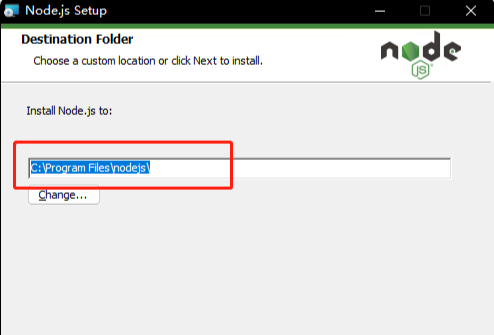 Node.js Setup
Destination Folder
Choose a custom location or click Next to install.
node
JS
Install Node.js to:
C:\Program Files\nodejs\
Change...